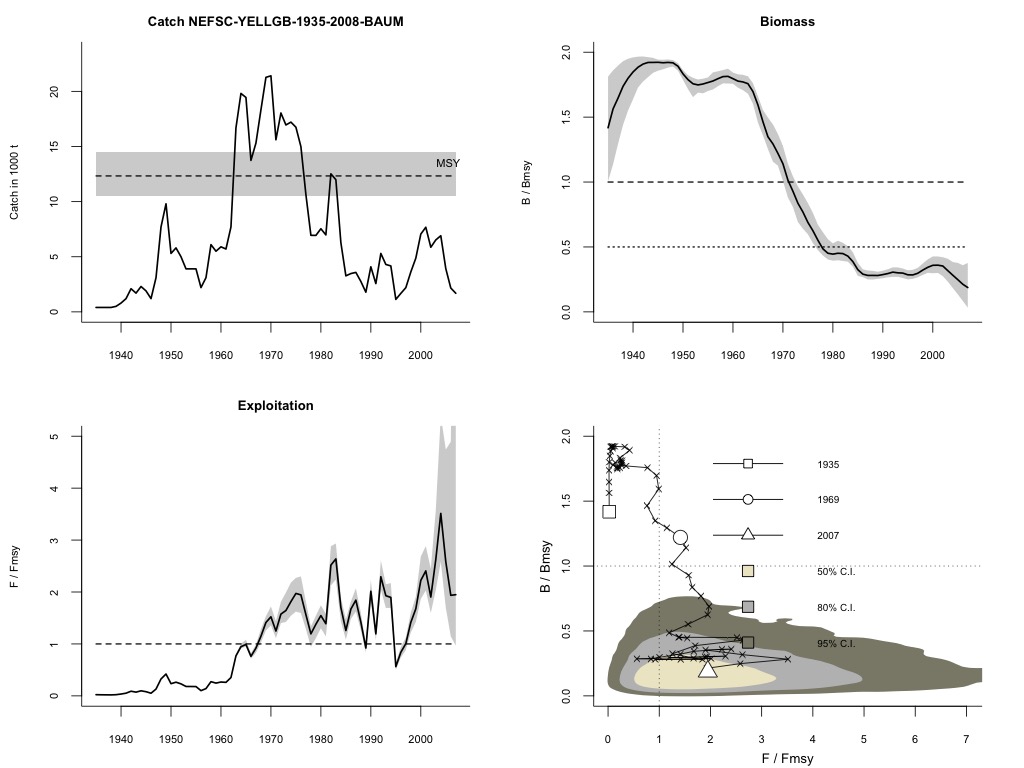 Catch NEFSC-YELLGB-1935-2008-BAUM
Catch in 1000 t
20
15
10
5
0
MSY
1940 1950 1960 1970 1980 1990 2000
Biomass
B / Bmsy
2.0
1.5
1.0
0.5
0.0
1940 1950 1960 1970 1980 1990 2000
Exploitation
F / Fmsy
5
4
3
2
1
0
1940 1950 1960 1970 1980 1990 2000
B / Bmsy
2.0
1.5
1.0
0.5
0.0
1935
1969
2007
50% C.I.
80% C.I.
95% C.I.
0 1 2 3 4 5 6 7
F / Fmsy